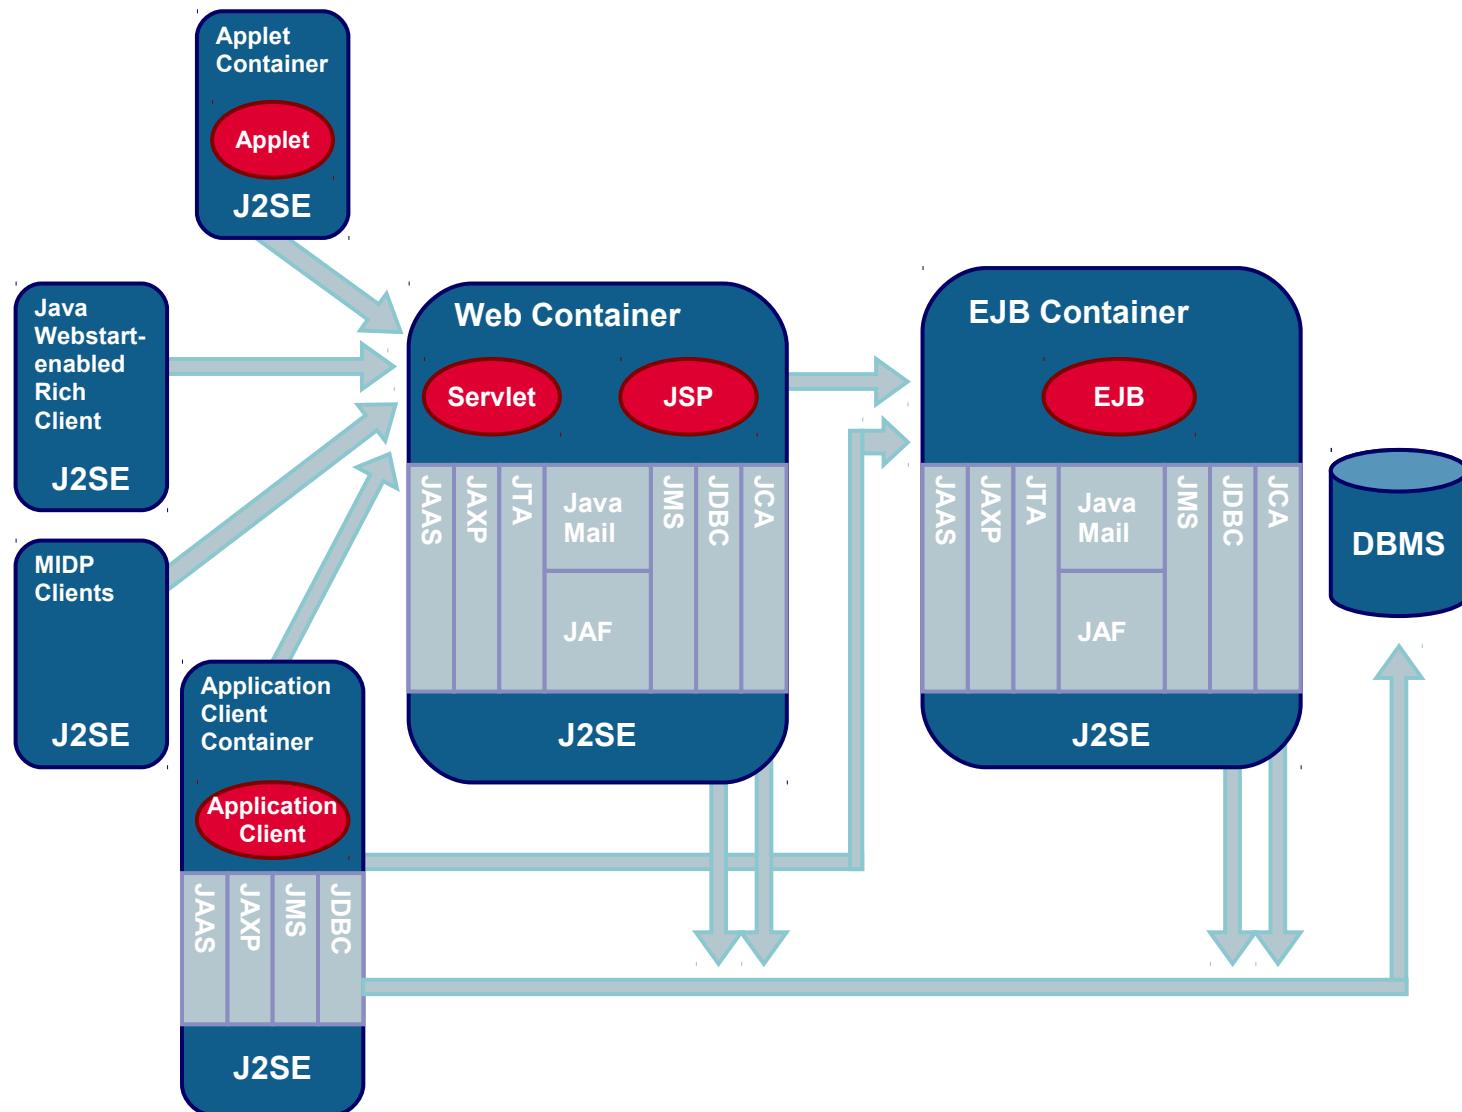 Applet
Container
Applet
J2SE
Java
Webstart-
enabled
Rich
Client
J2SE
MIDP
Clients
J2SE
Application
Client
Container
Application
Client
JAAS
JAXP
JMS
JDBC
J2SE
Web Container
Servlet
JSP
JAAS
JAXP
JTA
Java
Mail
JAF
JMS
JDBC
JCA
J2SE
EJB Container
EJB
JAAS
JAXP
JTA
Java
Mail
JAF
JMS
JDBC
JCA
J2SE
DBMS